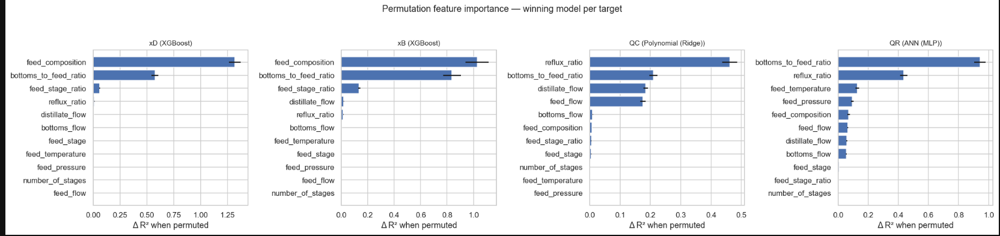 Permutation feature importance — winning model per target
xD (XGBoost)
feed_composition
bottoms_to_feed_ratio
feed_stage_ratio
reflux_ratio
distillate_flow
bottoms_flow
feed_stage
feed_temperature
feed_pressure
number_of_stages
feed_flow
0.00 0.25 0.50 0.75 1.00 1.25
Δ R² when permuted
xB (XGBoost)
feed_composition
bottoms_to_feed_ratio
feed_stage_ratio
distillate_flow
reflux_ratio
bottoms_flow
feed_temperature
feed_stage
feed_pressure
feed_flow
number_of_stages
0.0 0.2 0.4 0.6 0.8 1.0
Δ R² when permuted
QC (Polynomial (Ridge))
reflux_ratio
bottoms_to_feed_ratio
distillate_flow
feed_flow
bottoms_flow
feed_composition
feed_stage_ratio
feed_stage
number_of_stages
feed_temperature
feed_pressure
0.0 0.1 0.2 0.3 0.4 0.5
Δ R² when permuted
QR (ANN (MLP))
bottoms_to_feed_ratio
reflux_ratio
feed_temperature
feed_pressure
feed_composition
feed_flow
distillate_flow
bottoms_flow
feed_stage
feed_stage_ratio
number_of_stages
0.0 0.2 0.4 0.6 0.8 1.0
Δ R² when permuted